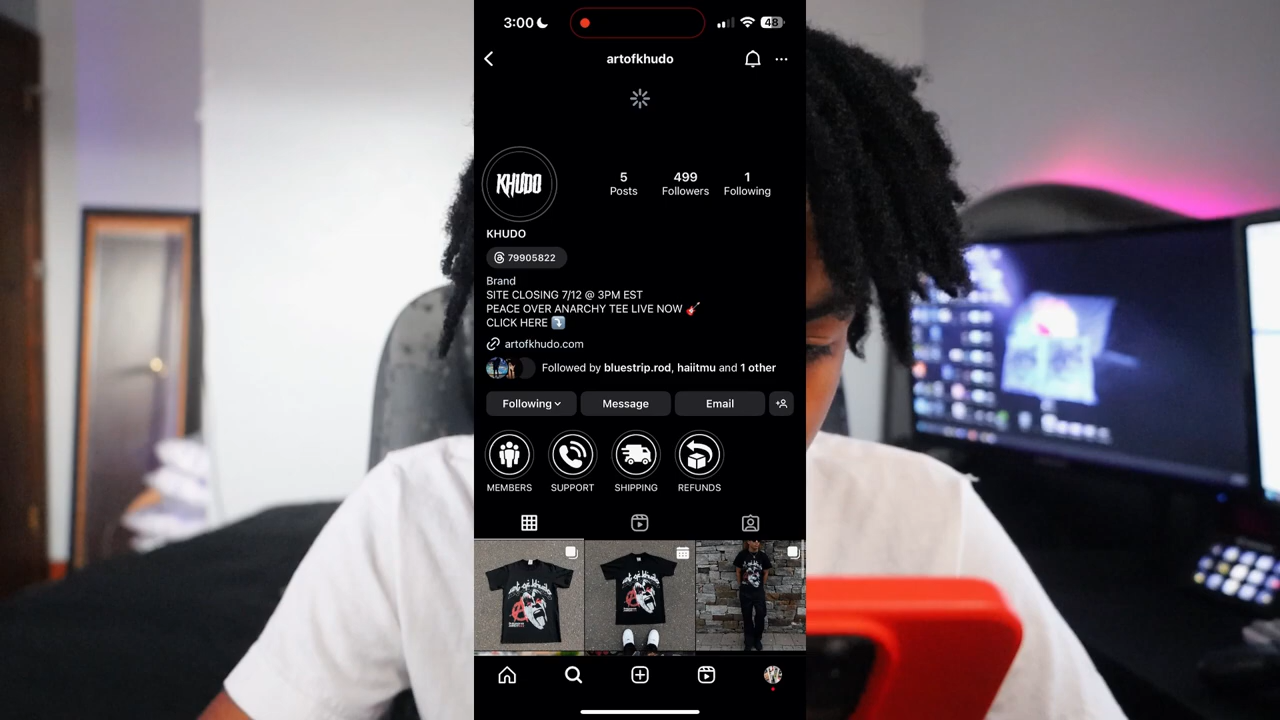 3:00
48
artofkhudo
KHUDO
5
Posts
499
Followers
1
Following
KHUDO
79905822
Brand
SITE CLOSING 7/12 @ 3PM EST
PEACE OVER ANARCHY TEE LIVE NOW 🎸
CLICK HERE ⤵️
artofkhudo.com
Followed by bluestrip.rod, haiitmu and 1 other
Following
Message
Email
MEMBERS
SUPPORT
SHIPPING
REFUNDS